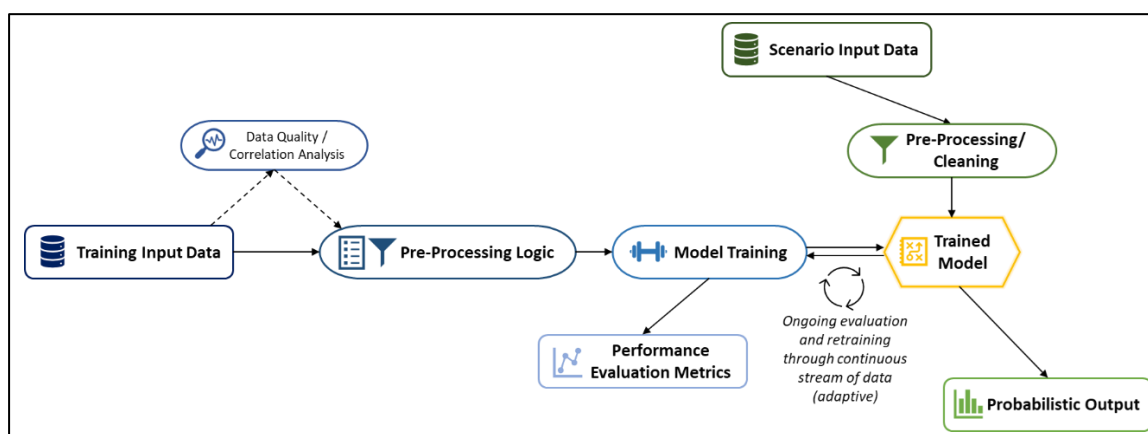 Scenario Input Data
Data Quality /
Correlation Analysis
Pre-Processing/
Cleaning
Training Input Data
Pre-Processing Logic
Model Training
Trained
Model
Ongoing evaluation
and retraining
through continuous
stream of data
(adaptive)
Performance
Evaluation Metrics
Probabilistic Output